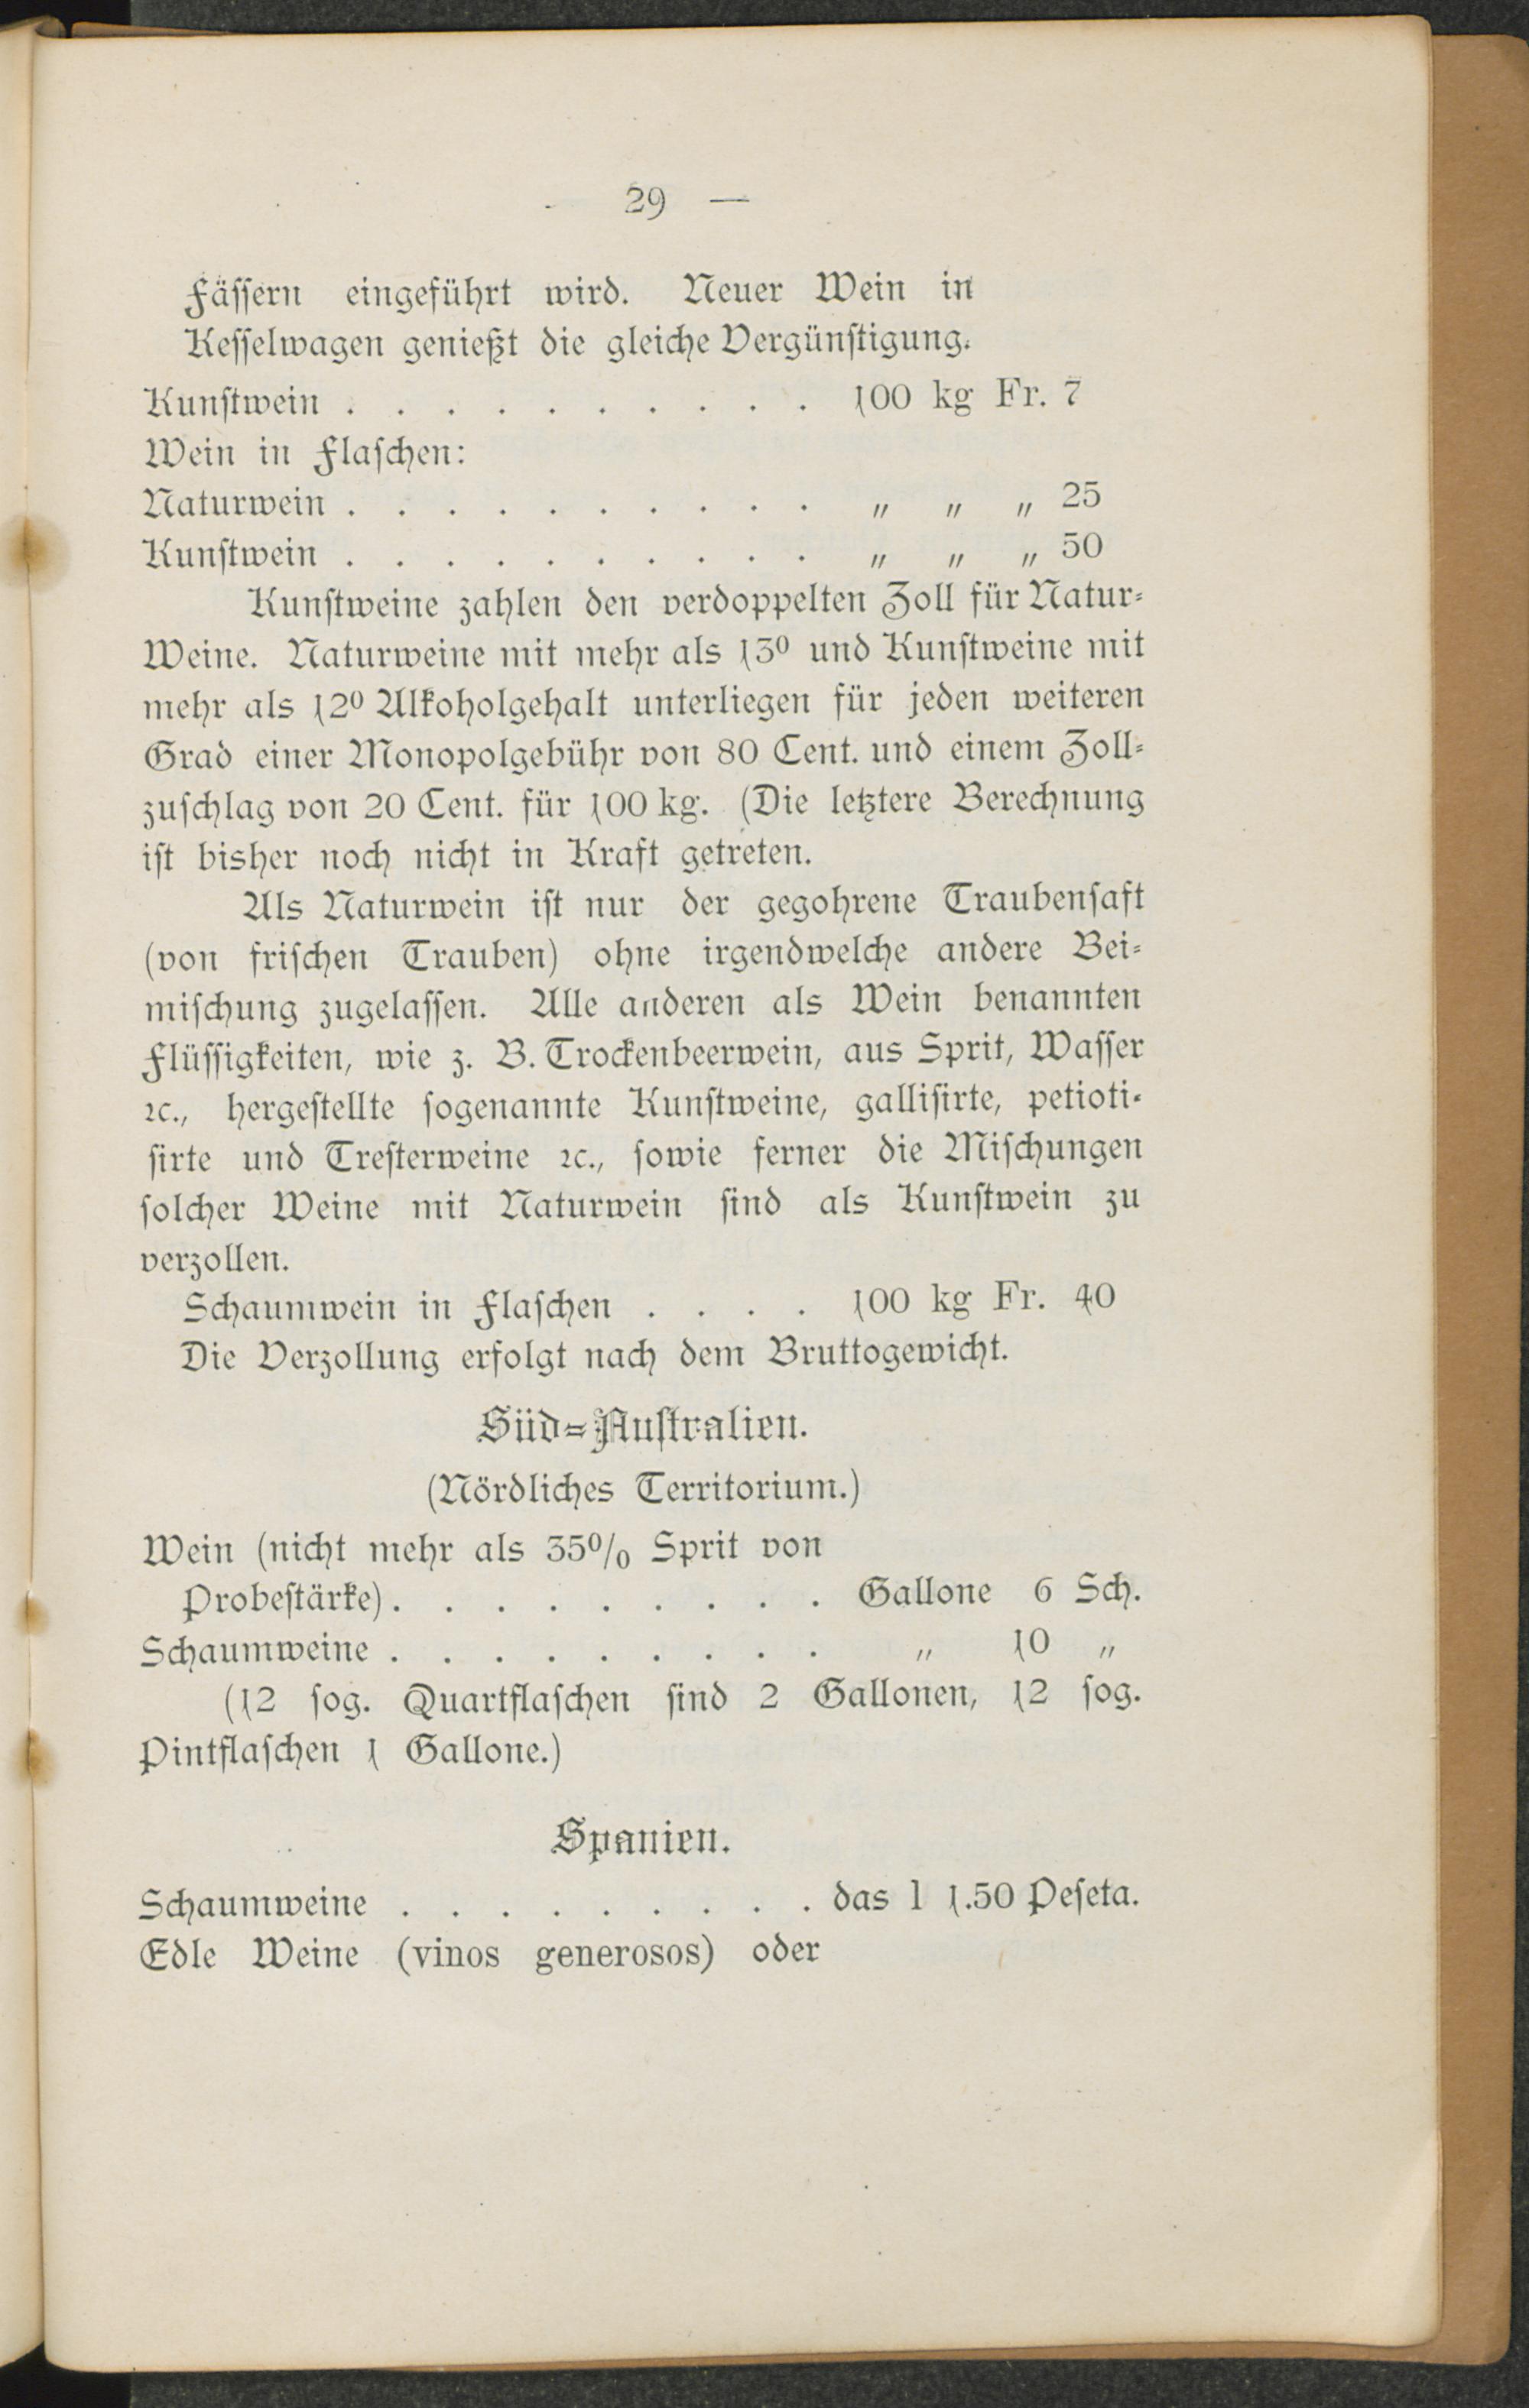 29 —
Fässern eingeführt wird. Neuer Wein in
Kesselwagen genießt die gleiche Vergünstigung.
Kunstwein . . . . . . . . . . 100 kg Fr. 7
Wein in Flaschen:
Naturwein . . . . . . . . . . „ „ „ 25
Kunstwein . . . . . . . . . . „ „ „ 50
Kunstweine zahlen den verdoppelten Zoll für Natur-
Weine. Naturweine mit mehr als 13⁰ und Kunstweine mit
mehr als 12⁰ Alkoholgehalt unterliegen für jeden weiteren
Grad einer Monopolgebühr von 80 Cent. und einem Zoll-
zuschlag von 20 Cent. für 100 kg. (Die letztere Berechnung
ist bisher noch nicht in Kraft getreten.
Als Naturwein ist nur der gegohrene Traubensaft
(von frischen Trauben) ohne irgendwelche andere Bei-
mischung zugelassen. Alle anderen als Wein benannten
Flüssigkeiten, wie z. B. Trockenbeerwein, aus Sprit, Wasser
ꝛc., hergestellte sogenannte Kunstweine, gallisirte, petioti-
sirte und Tresterweine ꝛc., sowie ferner die Mischungen
solcher Weine mit Naturwein sind als Kunstwein zu
verzollen.
Schaumwein in Flaschen . . . . 100 kg Fr. 40
Die Verzollung erfolgt nach dem Bruttogewicht.
Süd-Australien.
(Nördliches Territorium.)
Wein (nicht mehr als 35% Sprit von
Probestärke) . . . . . . . . . Gallone 6 Sch.
Schaumweine . . . . . . . . . „ 10 „
(12 sog. Quartflaschen sind 2 Gallonen, 12 sog.
Pintflaschen 1 Gallone.)
Spanien.
Schaumweine . . . . . . . . . das l 1.50 Peseta.
Edle Weine (vinos generosos) oder